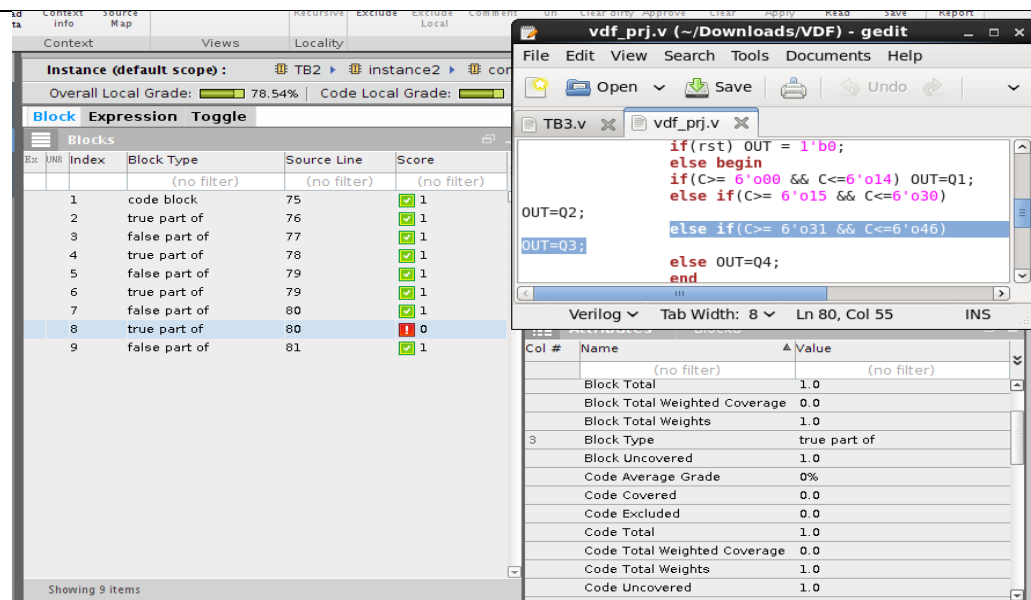 Context Source Recursive Exclude Exclude Comment Un Clear dirty Approve Clear Apply Read Save Report
ta info Map Local
Context Views Locality
Instance (default scope) : TB2 instance2 cor
Overall Local Grade: 78.54% Code Local Grade:
Block Expression Toggle
Blocks
Ex UNR Index Block Type Source Line Score
(no filter) (no filter) (no filter)
1 code block 75 1
2 true part of 76 1
3 false part of 77 1
4 true part of 78 1
5 false part of 79 1
6 true part of 79 1
7 false part of 80 1
8 true part of 80 0
9 false part of 81 1
Showing 9 items
vdf_prj.v (~/Downloads/VDF) - gedit
File Edit View Search Tools Documents Help
Open Save Undo
TB3.v vdf_prj.v
if(rst) OUT = 1'b0;
else begin
if(C>= 6'o00 && C<=6'o14) OUT=Q1;
else if(C>= 6'o15 && C<=6'o30)
OUT=Q2;
else if(C>= 6'o31 && C<=6'o46)
OUT=Q3;
else OUT=Q4;
end
Verilog Tab Width: 8 Ln 80, Col 55 INS
Attributes Blocks
Col # Name Value
(no filter) (no filter)
Block Total 1.0
Block Total Weighted Coverage 0.0
Block Total Weights 1.0
3 Block Type true part of
Block Uncovered 1.0
Code Average Grade 0%
Code Covered 0.0
Code Excluded 0.0
Code Total 1.0
Code Total Weighted Coverage 0.0
Code Total Weights 1.0
Code Uncovered 1.0